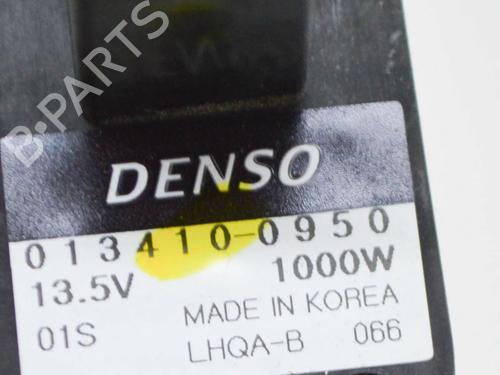 B-PARTS
DENSO
013410-0950
13.5V 1000W
01S MADE IN KOREA
LHQA-B 066